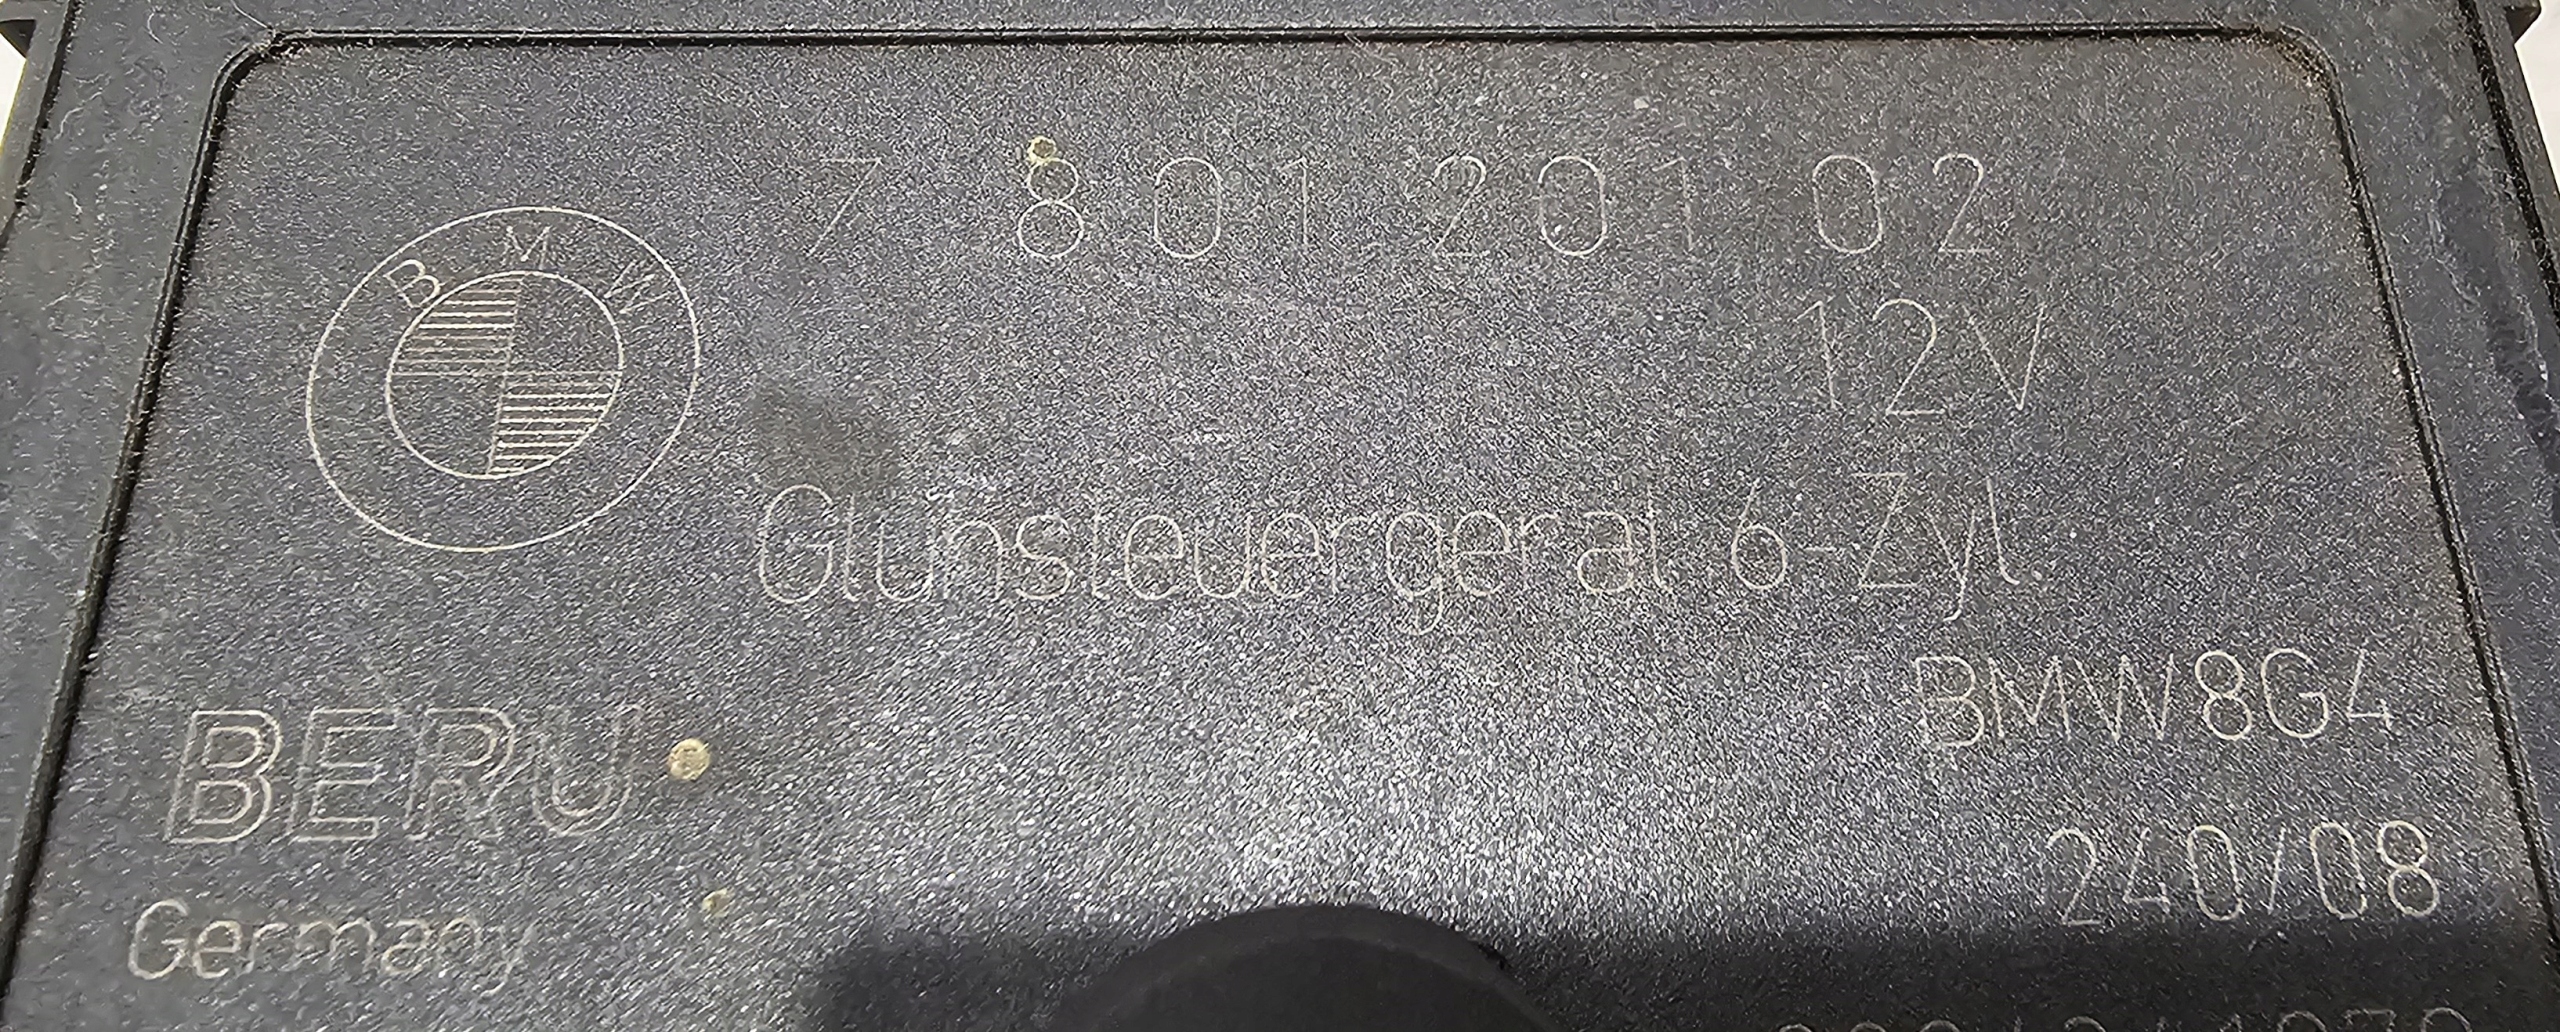 7 801 201 02
BMW
12V
Glühsteuergerät 6-Zyl.
BMW8G4
BERU
240/08
Germany